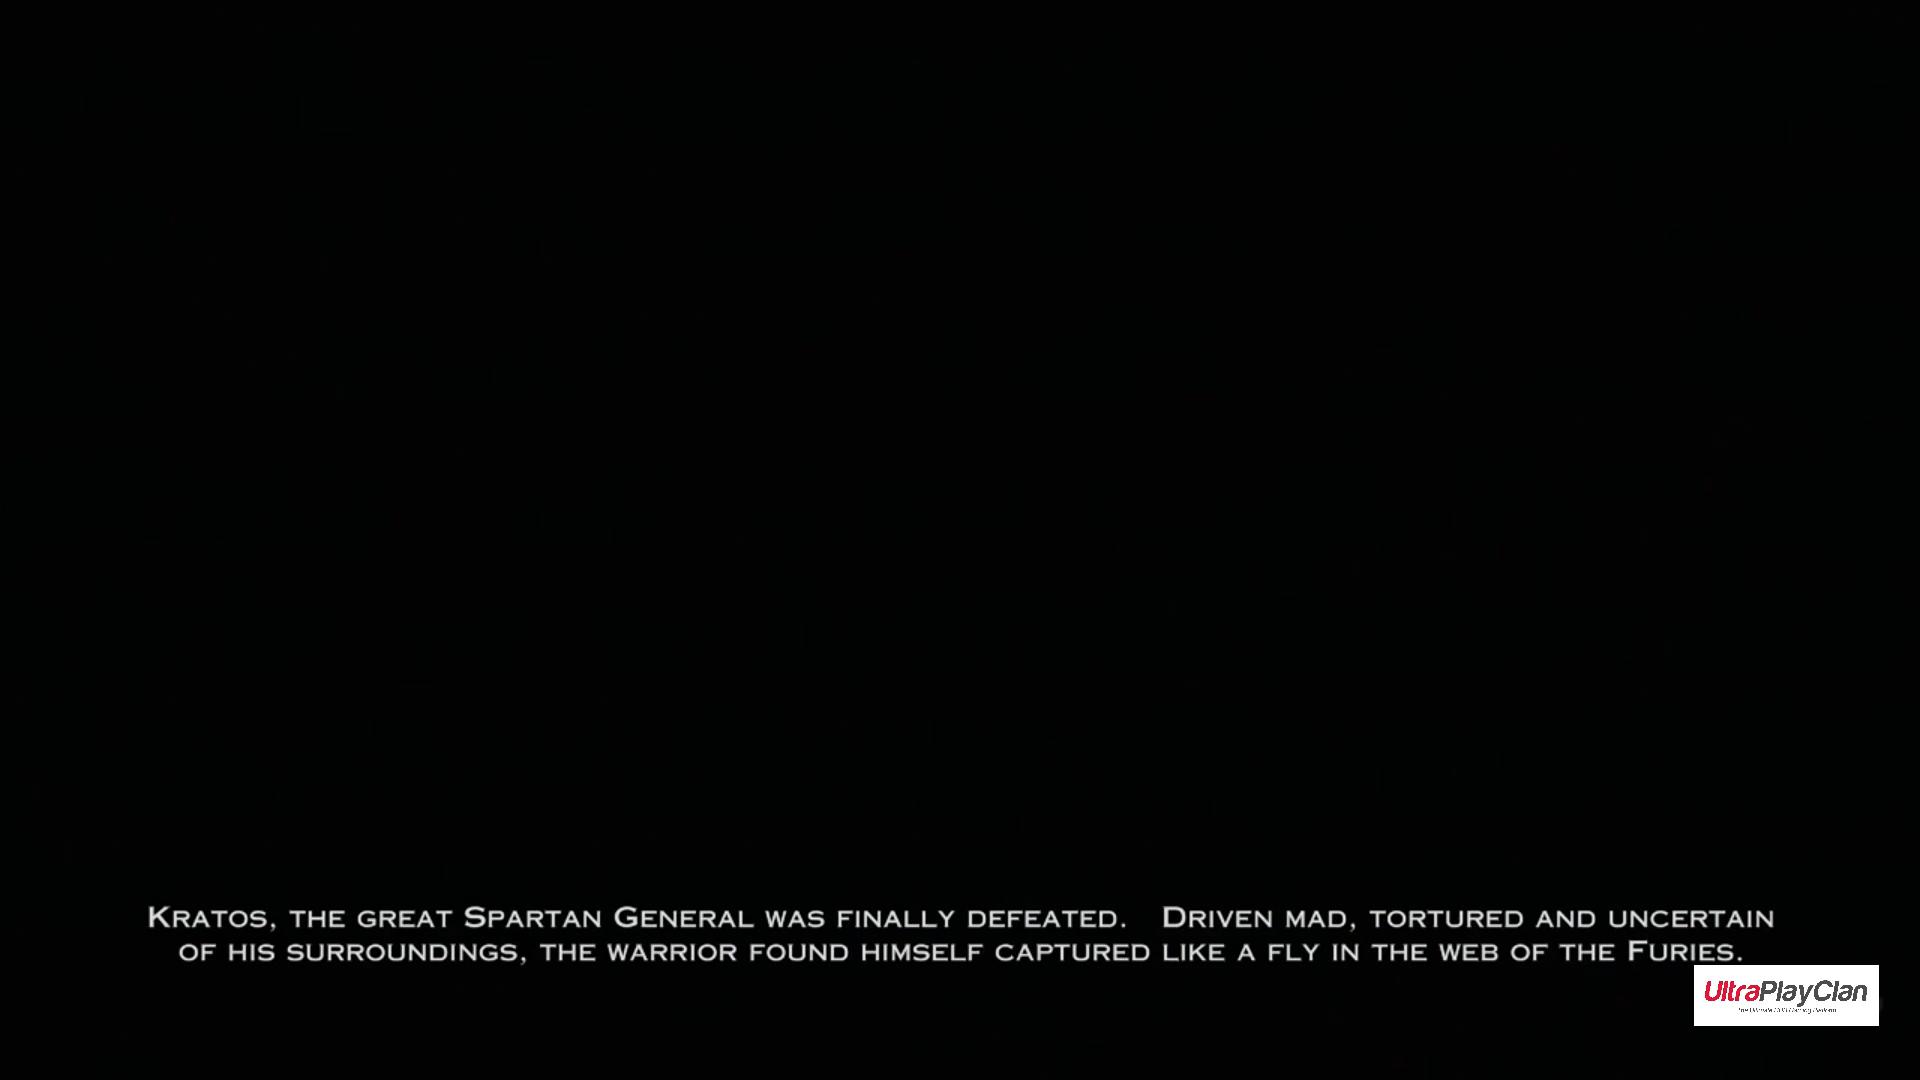 Kratos, the great Spartan General was finally defeated. Driven mad, tortured and uncertain
of his surroundings, the warrior found himself captured like a fly in the web of the Furies.
UltraPlayClan